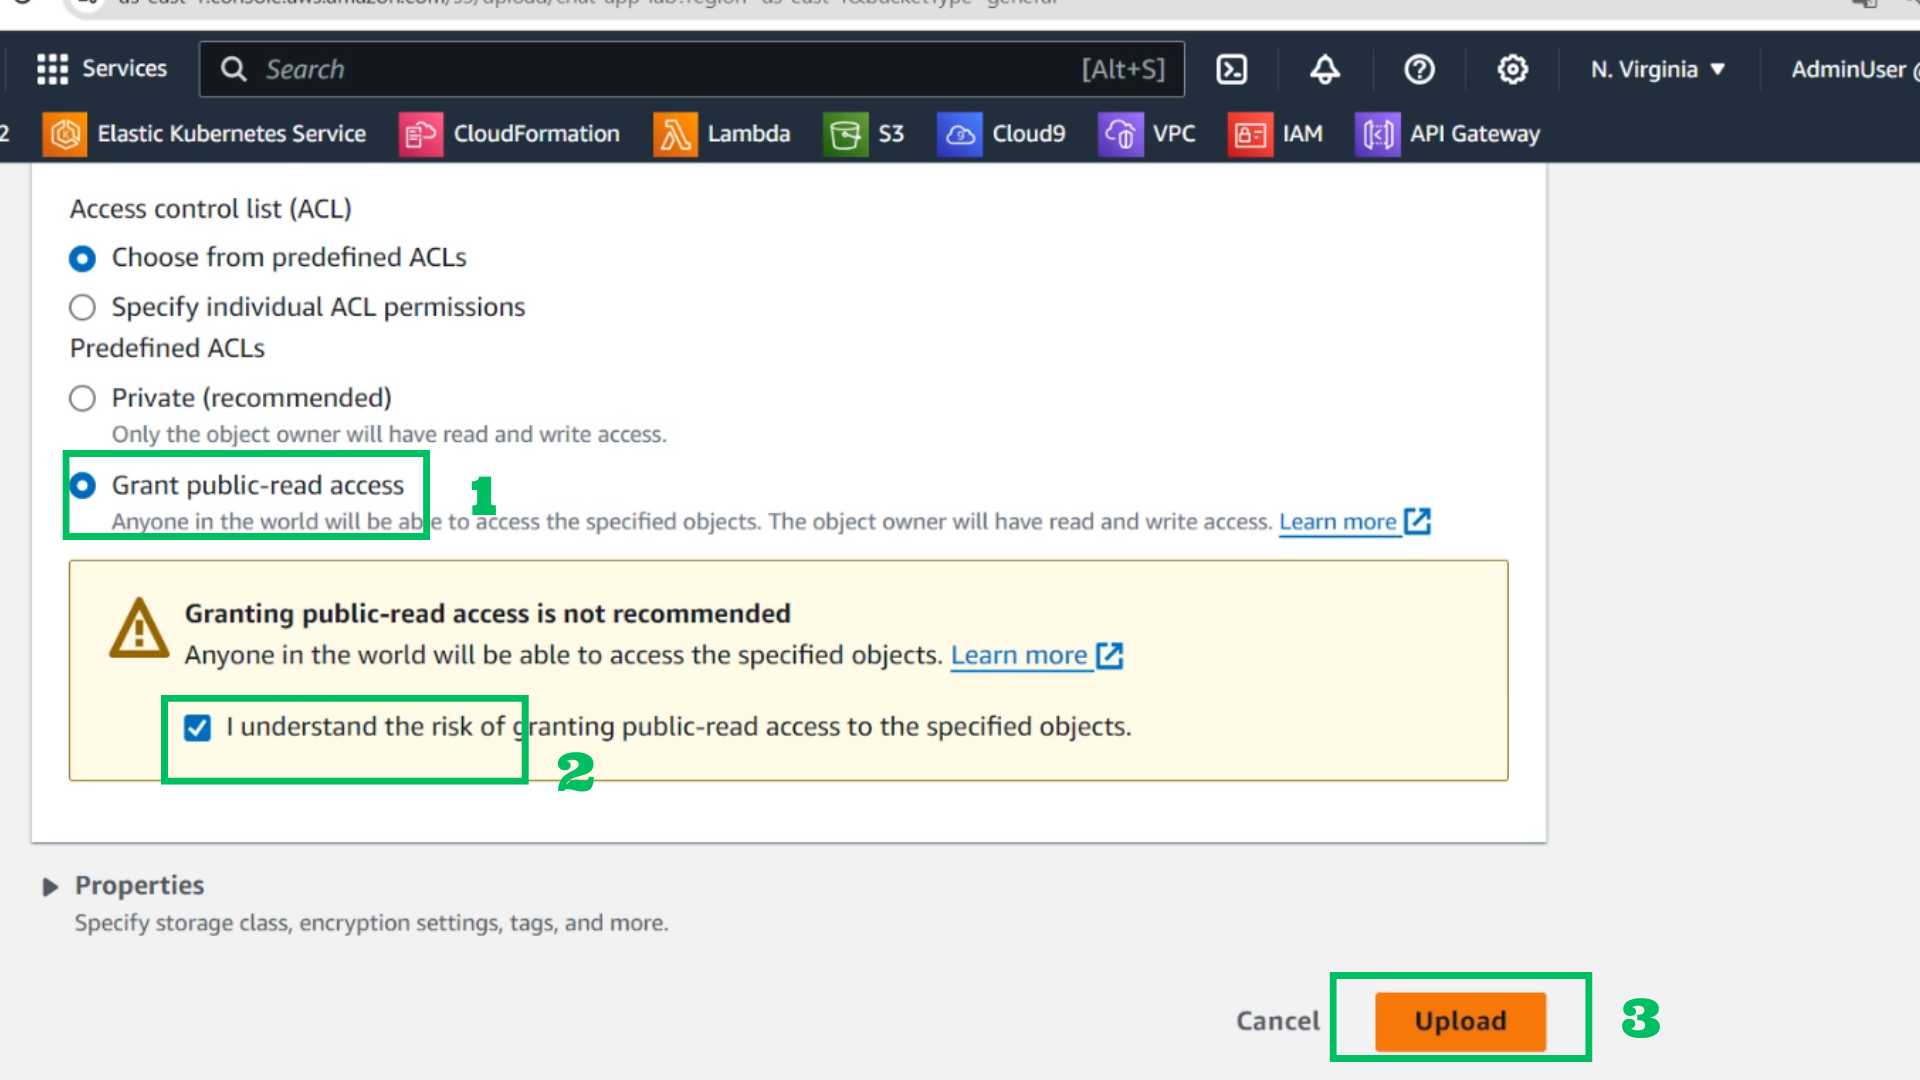 Services
Search [Alt+S]
N. Virginia
AdminUser @
2
Elastic Kubernetes Service
CloudFormation
Lambda
S3
Cloud9
VPC
IAM
API Gateway
Access control list (ACL)
Choose from predefined ACLs
Specify individual ACL permissions
Predefined ACLs
Private (recommended)
Only the object owner will have read and write access.
Grant public-read access
1
Anyone in the world will be able to access the specified objects. The object owner will have read and write access. Learn more
Granting public-read access is not recommended
Anyone in the world will be able to access the specified objects. Learn more
I understand the risk of granting public-read access to the specified objects.
2
Properties
Specify storage class, encryption settings, tags, and more.
Cancel
Upload
3